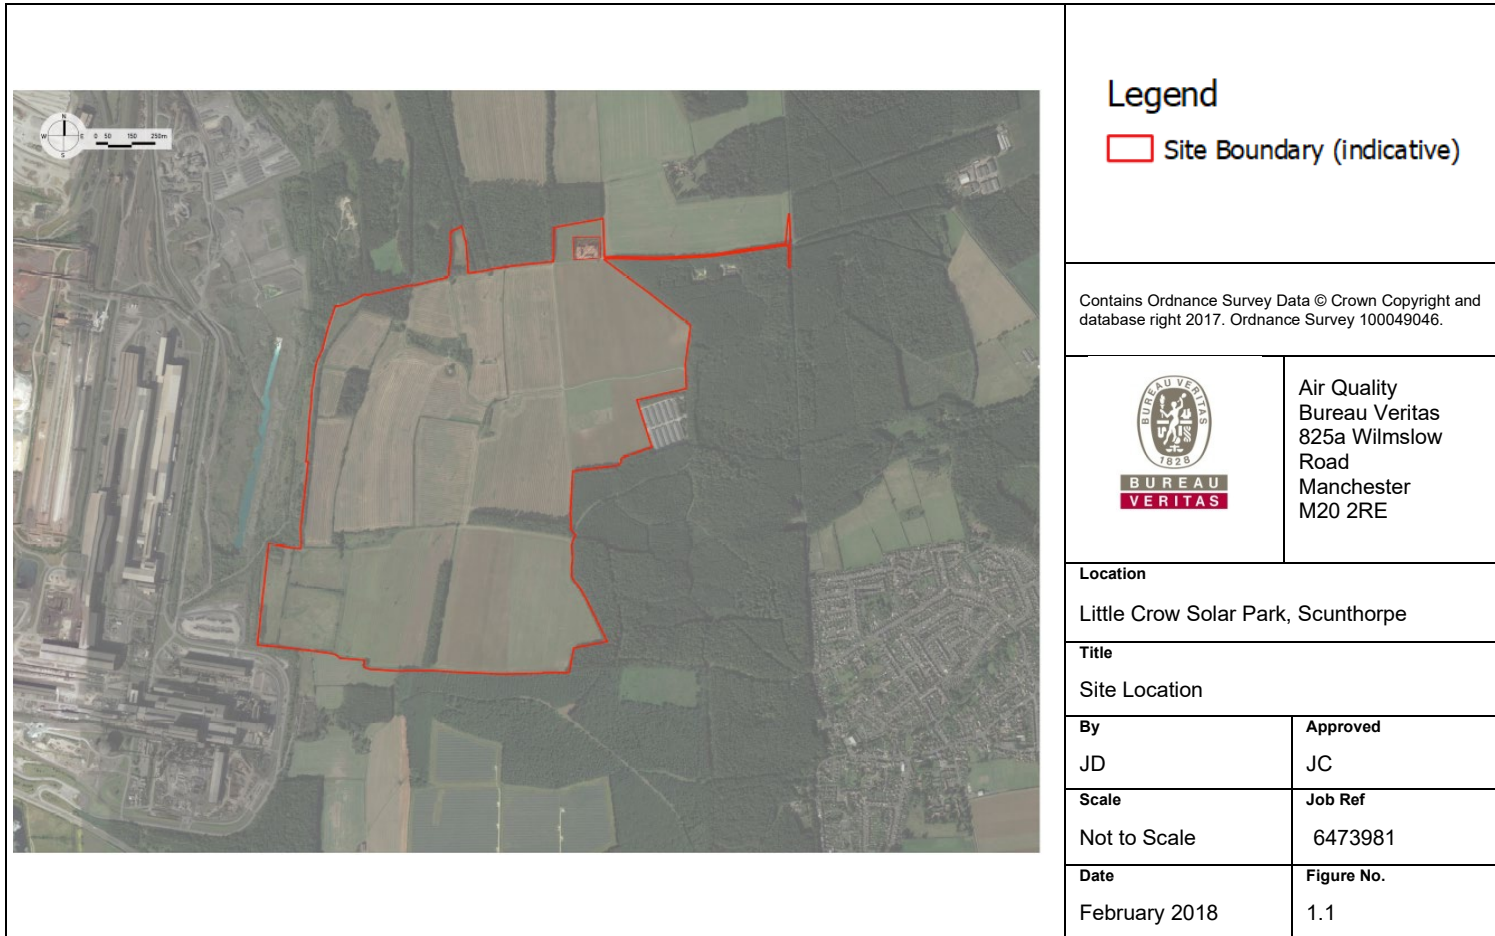 N
W E
S
0 50 150 250m
Legend
Site Boundary (indicative)
Contains Ordnance Survey Data © Crown Copyright and
database right 2017. Ordnance Survey 100049046.
BUREAU VERITAS
1828
BUREAU
VERITAS
Air Quality
Bureau Veritas
825a Wilmslow
Road
Manchester
M20 2RE
Location
Little Crow Solar Park, Scunthorpe
Title
Site Location
By
JD
Approved
JC
Scale
Not to Scale
Job Ref
6473981
Date
February 2018
Figure No.
1.1